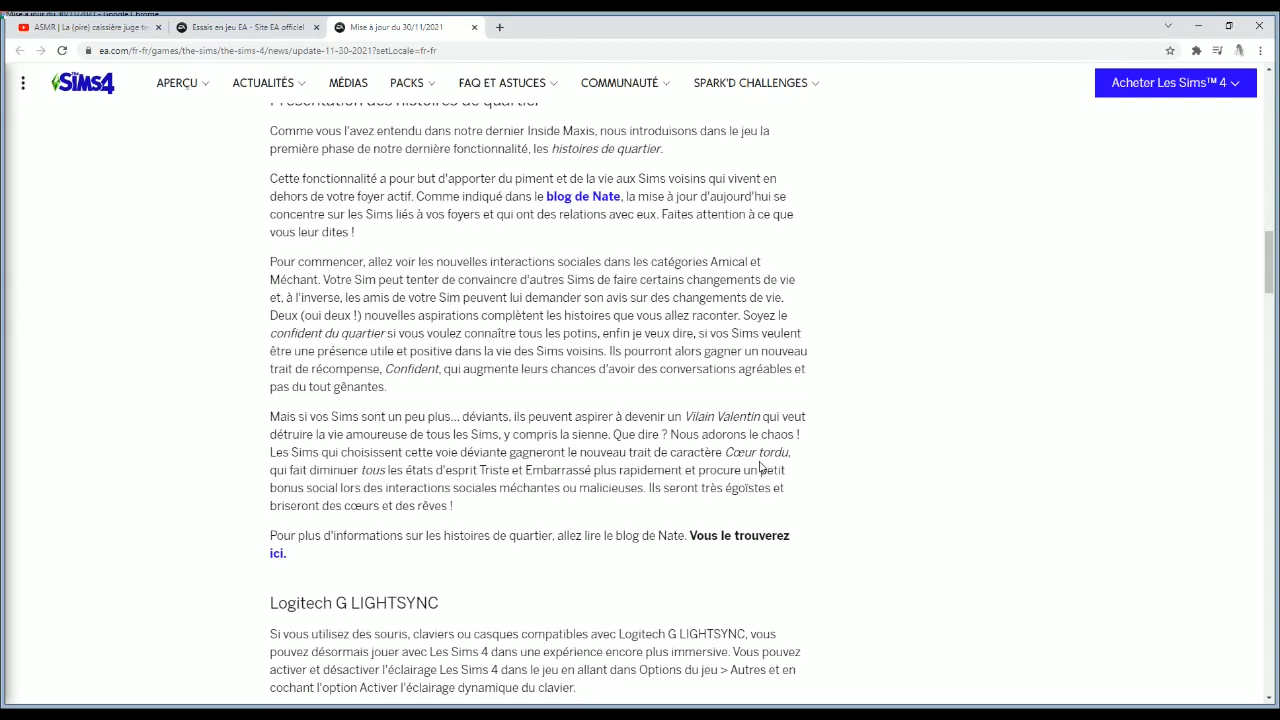 Mise à jour du 30/11/2021 - Google Chrome
ASMR | La (pire) caissière juge te
Essais en jeu EA - Site EA officiel
Mise à jour du 30/11/2021
ea.com/fr-fr/games/the-sims/the-sims-4/news/update-11-30-2021?setLocale=fr-fr
The SIMS4
APERÇU
ACTUALITÉS
MÉDIAS
PACKS
FAQ ET ASTUCES
COMMUNAUTÉ
SPARK'D CHALLENGES
Acheter Les Sims™ 4
Présentation des histoires de quartier
Comme vous l'avez entendu dans notre dernier Inside Maxis, nous introduisons dans le jeu la
première phase de notre dernière fonctionnalité, les histoires de quartier.
Cette fonctionnalité a pour but d'apporter du piment et de la vie aux Sims voisins qui vivent en
dehors de votre foyer actif. Comme indiqué dans le blog de Nate, la mise à jour d'aujourd'hui se
concentre sur les Sims liés à vos foyers et qui ont des relations avec eux. Faites attention à ce que
vous leur dites !
Pour commencer, allez voir les nouvelles interactions sociales dans les catégories Amical et
Méchant. Votre Sim peut tenter de convaincre d'autres Sims de faire certains changements de vie
et, à l'inverse, les amis de votre Sim peuvent lui demander son avis sur des changements de vie.
Deux (oui deux !) nouvelles aspirations complètent les histoires que vous allez raconter. Soyez le
confident du quartier si vous voulez connaître tous les potins, enfin je veux dire, si vos Sims veulent
être une présence utile et positive dans la vie des Sims voisins. Ils pourront alors gagner un nouveau
trait de récompense, Confident, qui augmente leurs chances d'avoir des conversations agréables et
pas du tout gênantes.
Mais si vos Sims sont un peu plus... déviants, ils peuvent aspirer à devenir un Vilain Valentin qui veut
détruire la vie amoureuse de tous les Sims, y compris la sienne. Que dire ? Nous adorons le chaos !
Les Sims qui choisissent cette voie déviante gagneront le nouveau trait de caractère Cœur tordu,
qui fait diminuer tous les états d'esprit Triste et Embarrassé plus rapidement et procure un petit
bonus social lors des interactions sociales méchantes ou malicieuses. Ils seront très égoïstes et
briseront des cœurs et des rêves !
Pour plus d'informations sur les histoires de quartier, allez lire le blog de Nate. Vous le trouverez
ici.
Logitech G LIGHTSYNC
Si vous utilisez des souris, claviers ou casques compatibles avec Logitech G LIGHTSYNC, vous
pouvez désormais jouer avec Les Sims 4 dans une expérience encore plus immersive. Vous pouvez
activer et désactiver l'éclairage Les Sims 4 dans le jeu en allant dans Options du jeu > Autres et en
cochant l'option Activer l'éclairage dynamique du clavier.